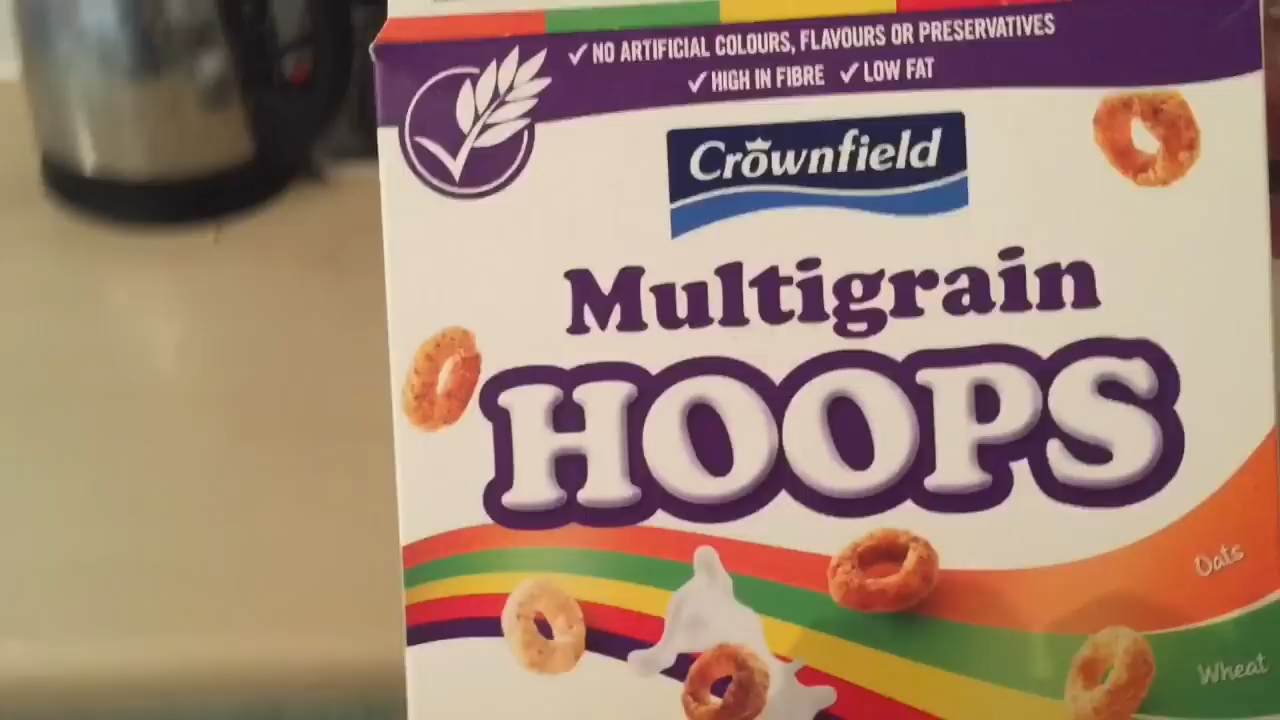 ✓ NO ARTIFICIAL COLOURS, FLAVOURS OR PRESERVATIVES
✓ HIGH IN FIBRE ✓ LOW FAT
Crownfield
Multigrain
HOOPS
Oats
Wheat